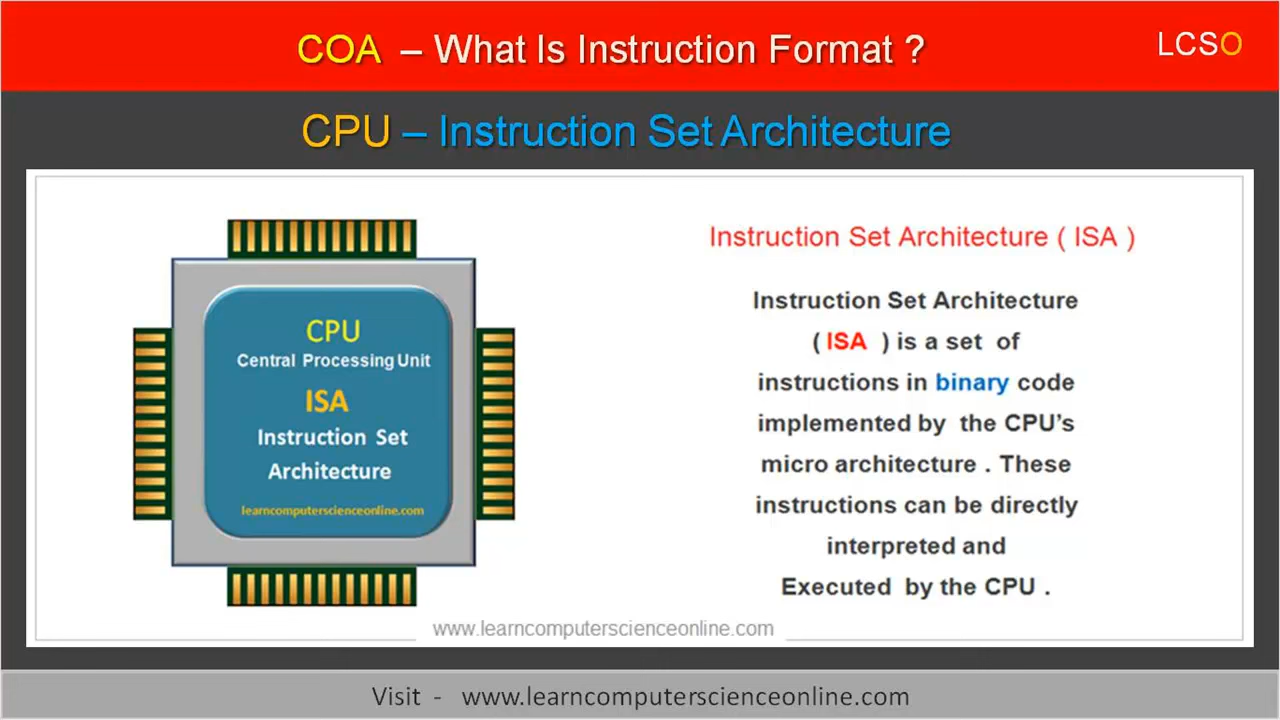 COA – What Is Instruction Format ?
LCSO
CPU – Instruction Set Architecture
CPU
Central Processing Unit
ISA
Instruction Set
Architecture
learncomputerscienceonline.com
Instruction Set Architecture ( ISA )
Instruction Set Architecture
( ISA ) is a set of
instructions in binary code
implemented by the CPU’s
micro architecture . These
instructions can be directly
interpreted and
Executed by the CPU .
www.learncomputerscienceonline.com
Visit - www.learncomputerscienceonline.com